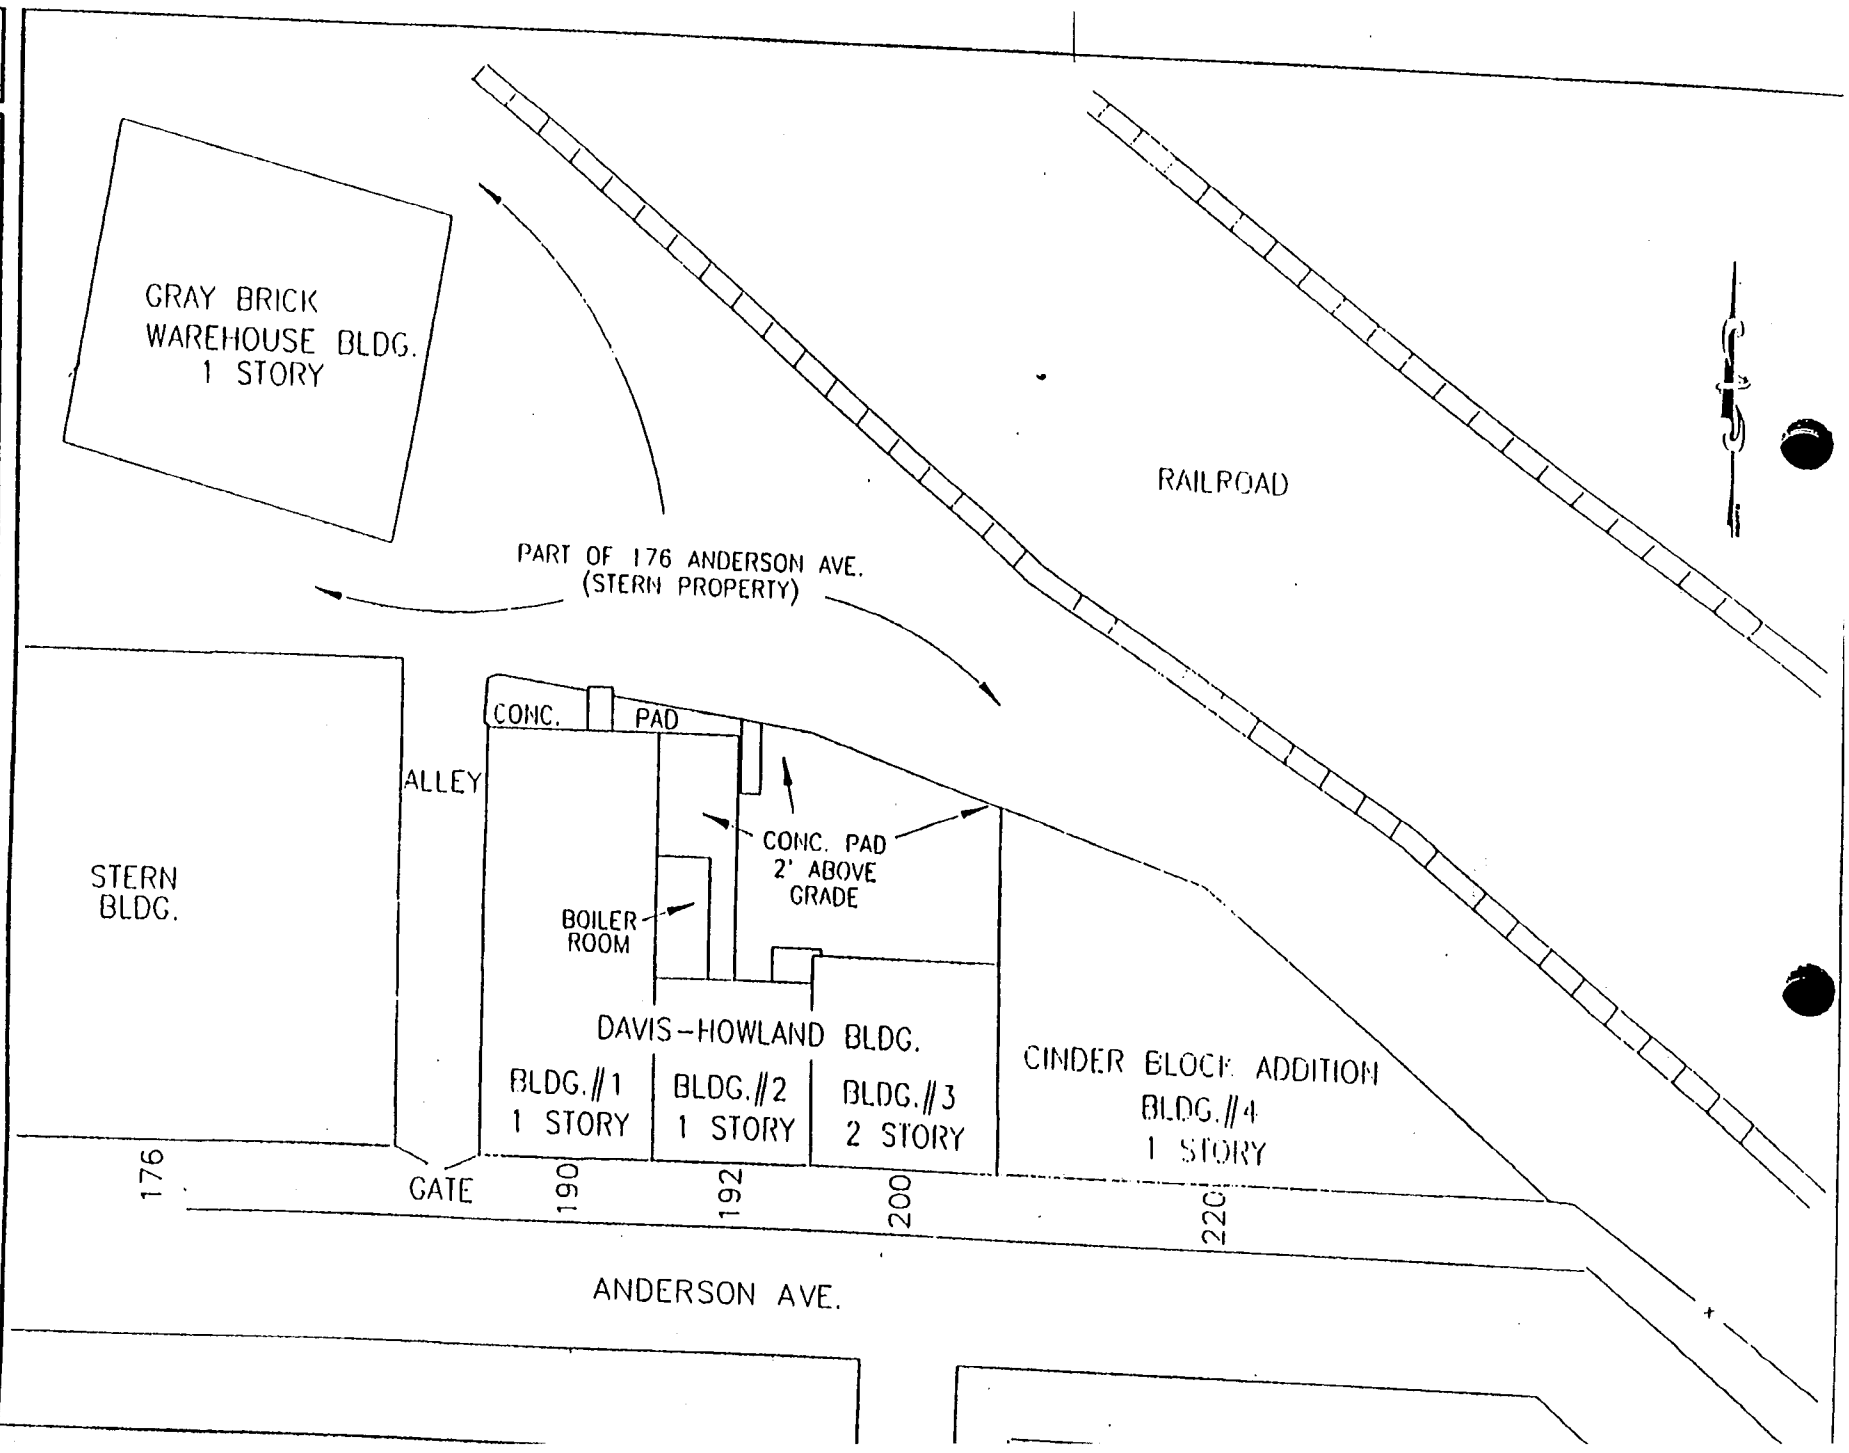 GRAY BRICK
WAREHOUSE BLDG.
1 STORY
RAILROAD
PART OF 176 ANDERSON AVE.
(STERN PROPERTY)
CONC. PAD
ALLEY
CONC. PAD
2' ABOVE
GRADE
STERN
BLDG.
BOILER
ROOM
DAVIS-HOWLAND BLDG.
BLDG.#1
1 STORY
BLDG.#2
1 STORY
BLDG.#3
2 STORY
CINDER BLOCK ADDITION
BLDG.#4
1 STORY
176
GATE
190
192
200
220
ANDERSON AVE.